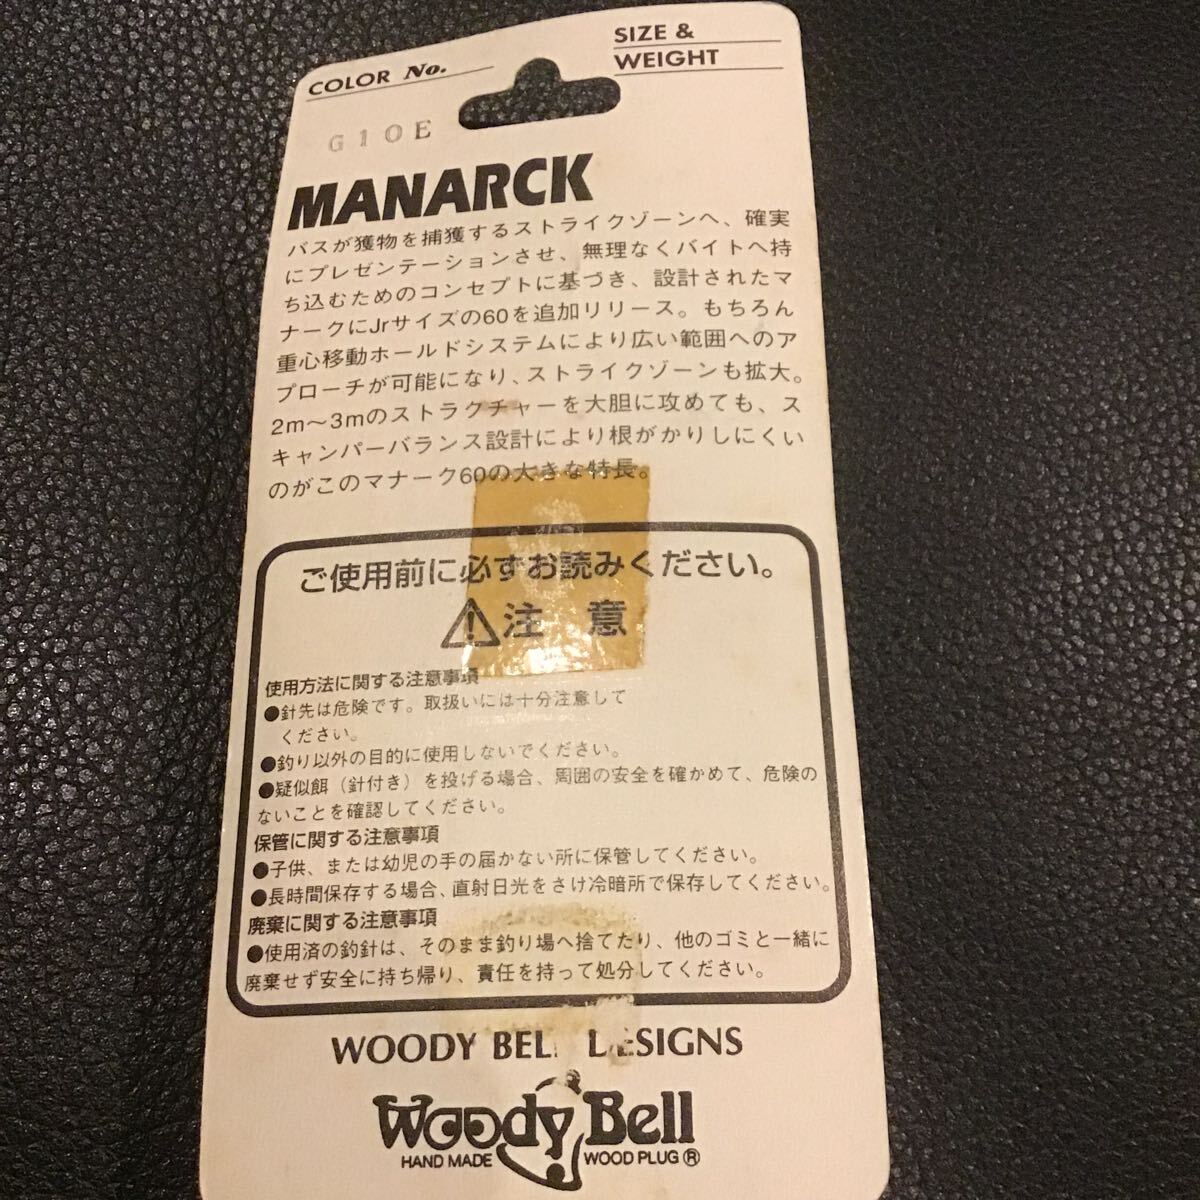 COLOR No.
SIZE &
WEIGHT
G10E
MANARCK
バスが獲物を捕獲するストライクゾーンへ、確実
にプレゼンテーションさせ、無理なくバイトへ持
ち込むためのコンセプトに基づき、設計されたマ
ナークにJrサイズの60を追加リリース。もちろん
重心移動ホールドシステムにより広い範囲へのア
プローチが可能になり、ストライクゾーンも拡大。
2m〜3mのストラクチャーを大胆に攻めても、ス
キャンパーバランス設計により根がかりしにくい
のがこのマナーク60の大きな特長。
ご使用前に必ずお読みください。
注 意
使用方法に関する注意事項
●針先は危険です。取扱いには十分注意して
ください。
●釣り以外の目的に使用しないでください。
●疑似餌（針付き）を投げる場合、周囲の安全を確かめて、危険の
ないことを確認してください。
保管に関する注意事項
●子供、または幼児の手の届かない所に保管してください。
●長時間保存する場合、直射日光をさけ冷暗所で保存してください。
廃棄に関する注意事項
●使用済の釣針は、そのまま釣り場へ捨てたり、他のゴミと一緒に
廃棄せず安全に持ち帰り、責任を持って処分してください。
WOODY BELL DESIGNS
Woody Bell
HAND MADE WOOD PLUG ®